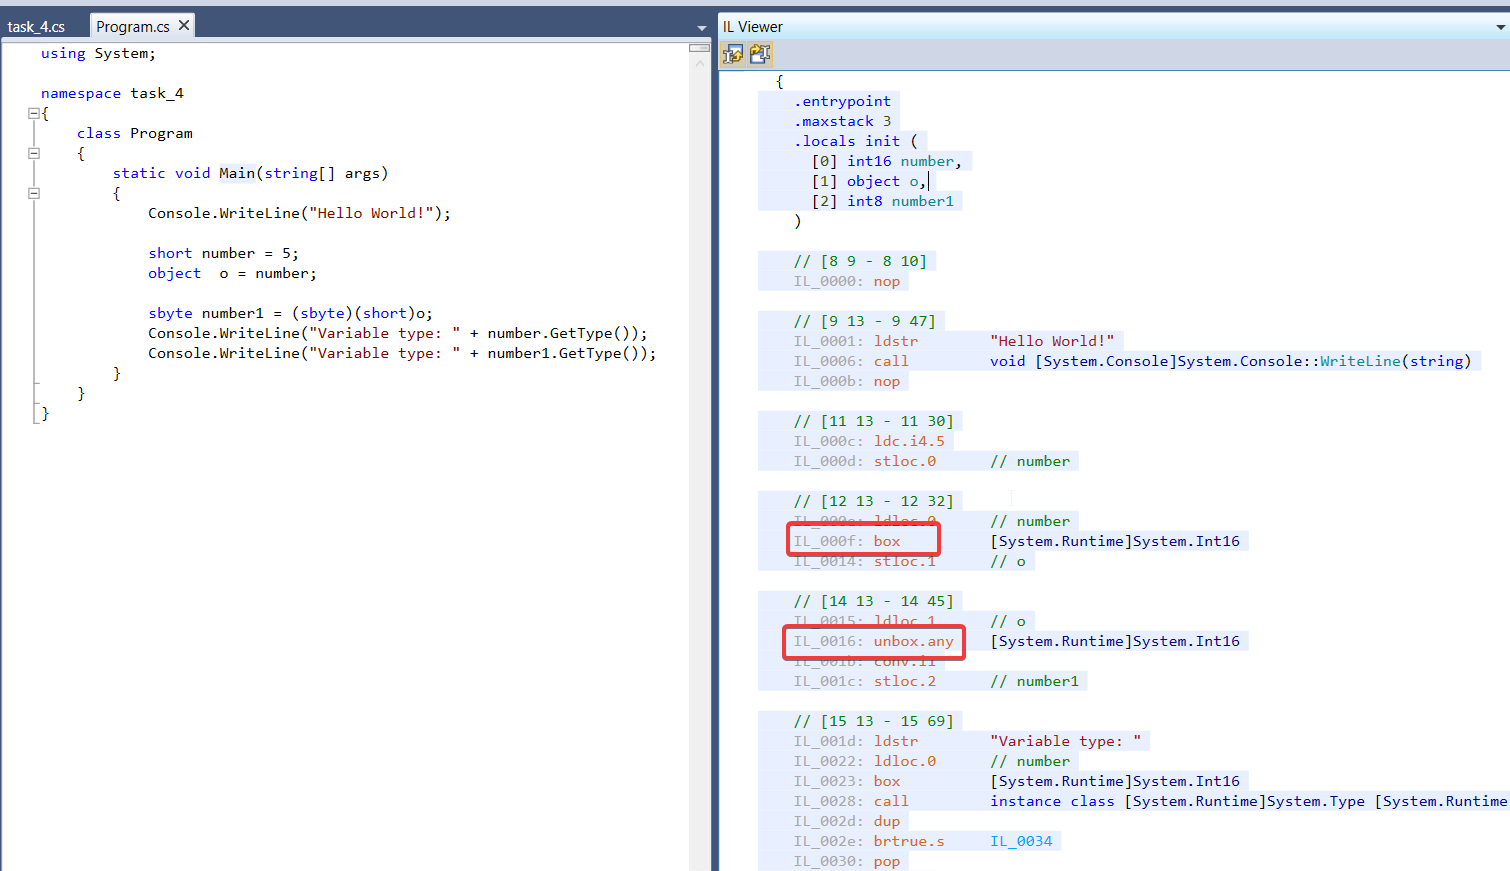 task_4.cs
Program.cs
using System;
namespace task_4
{
class Program
{
static void Main(string[] args)
{
Console.WriteLine("Hello World!");
short number = 5;
object  o = number;
sbyte number1 = (sbyte)(short)o;
Console.WriteLine("Variable type: " + number.GetType());
Console.WriteLine("Variable type: " + number1.GetType());
}
}
}
IL Viewer
{
.entrypoint
.maxstack 3
.locals init (
[0] int16 number,
[1] object o,
[2] int8 number1
)
// [8 9 - 8 10]
IL_0000: nop
// [9 13 - 9 47]
IL_0001: ldstr "Hello World!"
IL_0006: call void [System.Console]System.Console::WriteLine(string)
IL_000b: nop
// [11 13 - 11 30]
IL_000c: ldc.i4.5
IL_000d: stloc.0 // number
// [12 13 - 12 32]
IL_000e: ldloc.0 // number
IL_000f: box [System.Runtime]System.Int16
IL_0014: stloc.1 // o
// [14 13 - 14 45]
IL_0015: ldloc.1 // o
IL_0016: unbox.any [System.Runtime]System.Int16
IL_001b: conv.i1
IL_001c: stloc.2 // number1
// [15 13 - 15 69]
IL_001d: ldstr "Variable type: "
IL_0022: ldloc.0 // number
IL_0023: box [System.Runtime]System.Int16
IL_0028: call instance class [System.Runtime]System.Type [System.Runtime
IL_002d: dup
IL_002e: brtrue.s IL_0034
IL_0030: pop